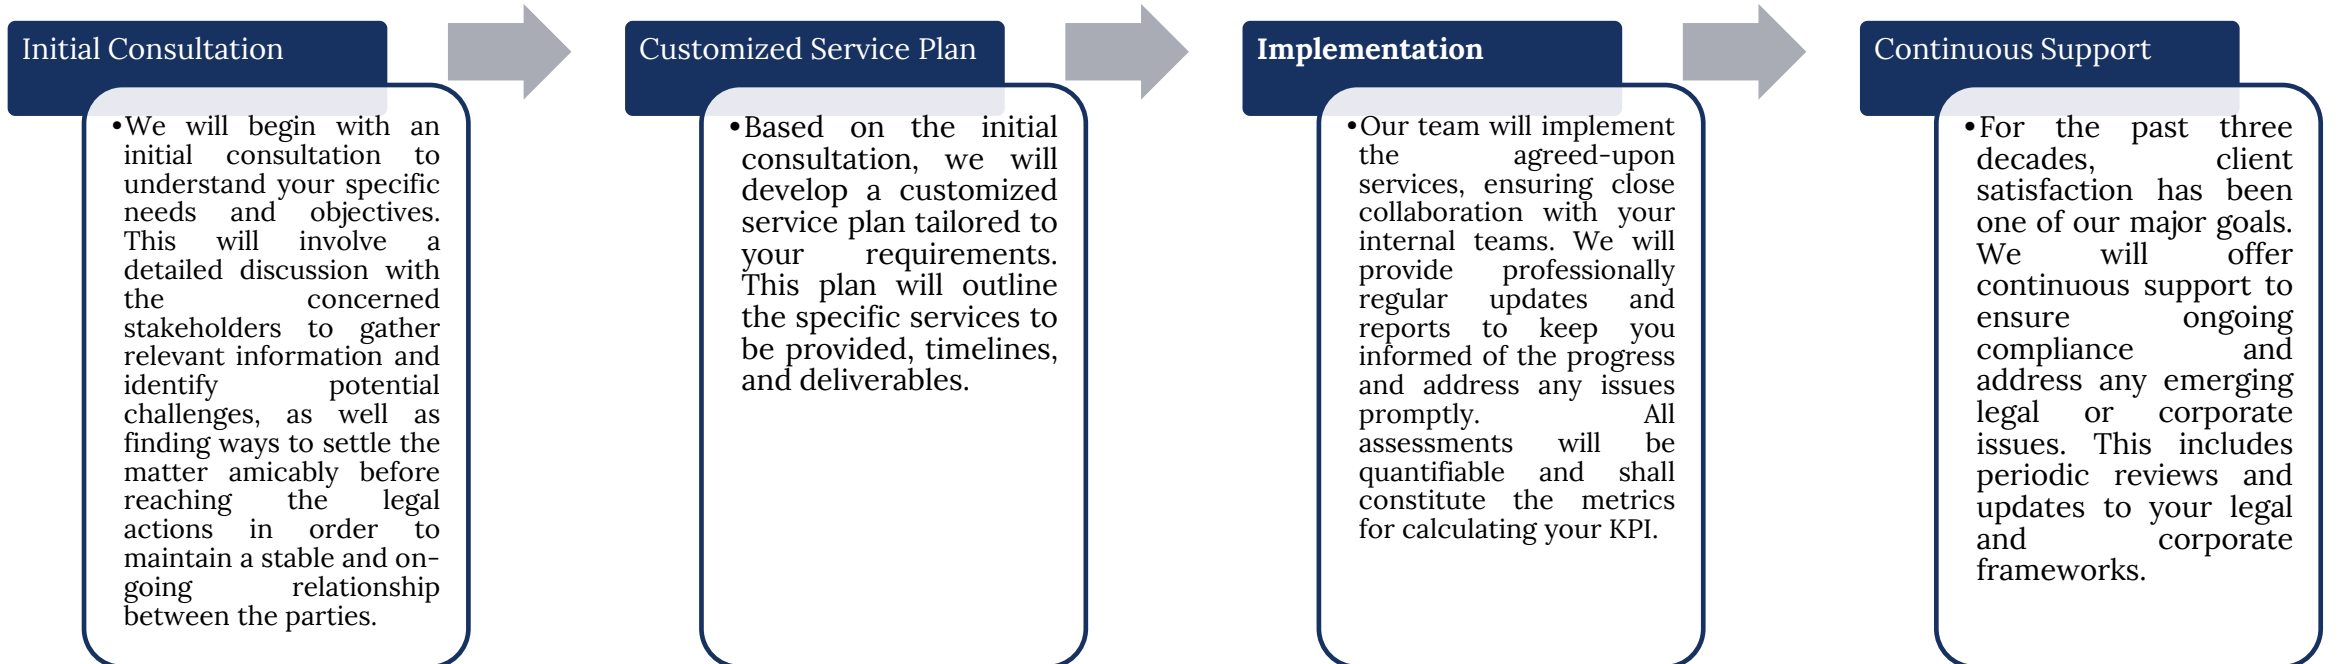 Initial Consultation
•We will begin with an
initial consultation to
understand your specific
needs and objectives.
This will involve a
detailed discussion with
the concerned
stakeholders to gather
relevant information and
identify potential
challenges, as well as
finding ways to settle the
matter amicably before
reaching the legal
actions in order to
maintain a stable and on-
going relationship
between the parties.
Customized Service Plan
•Based on the initial
consultation, we will
develop a customized
service plan tailored to
your requirements.
This plan will outline
the specific services to
be provided, timelines,
and deliverables.
Implementation
•Our team will implement
the agreed-upon
services, ensuring close
collaboration with your
internal teams. We will
provide professionally
regular updates and
reports to keep you
informed of the progress
and address any issues
promptly. All
assessments will be
quantifiable and shall
constitute the metrics
for calculating your KPI.
Continuous Support
•For the past three
decades, client
satisfaction has been
one of our major goals.
We will offer
continuous support to
ensure ongoing
compliance and
address any emerging
legal or corporate
issues. This includes
periodic reviews and
updates to your legal
and corporate
frameworks.